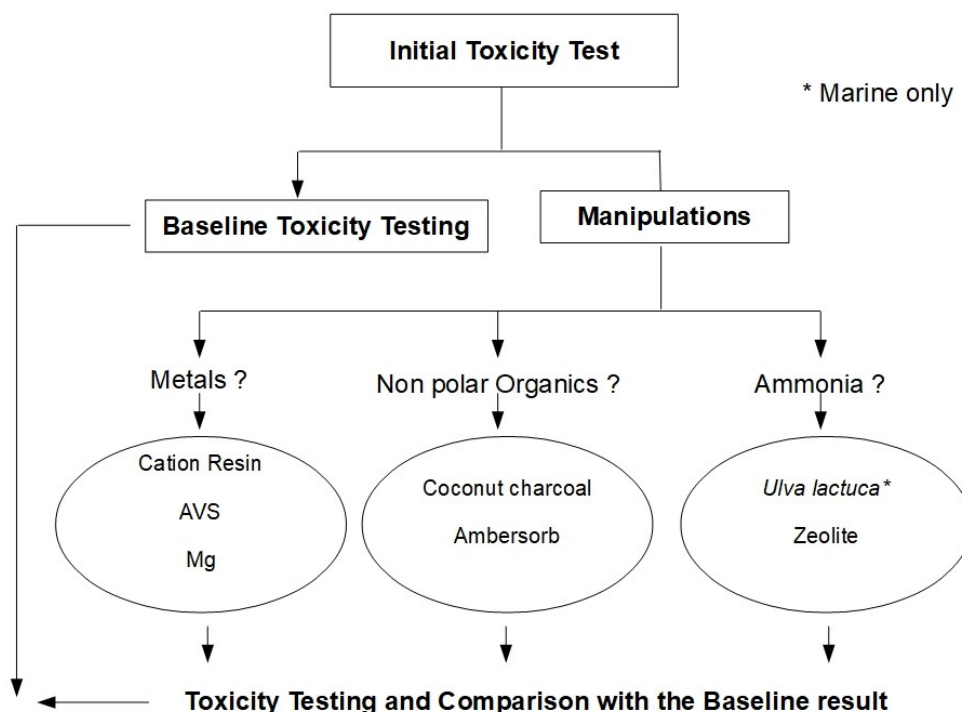 Initial Toxicity Test
* Marine only
Baseline Toxicity Testing
Manipulations
Metals ?
Non polar Organics ?
Ammonia ?
Cation Resin
AVS
Mg
Coconut charcoal
Ambersorb
Ulva lactuca*
Zeolite
Toxicity Testing and Comparison with the Baseline result